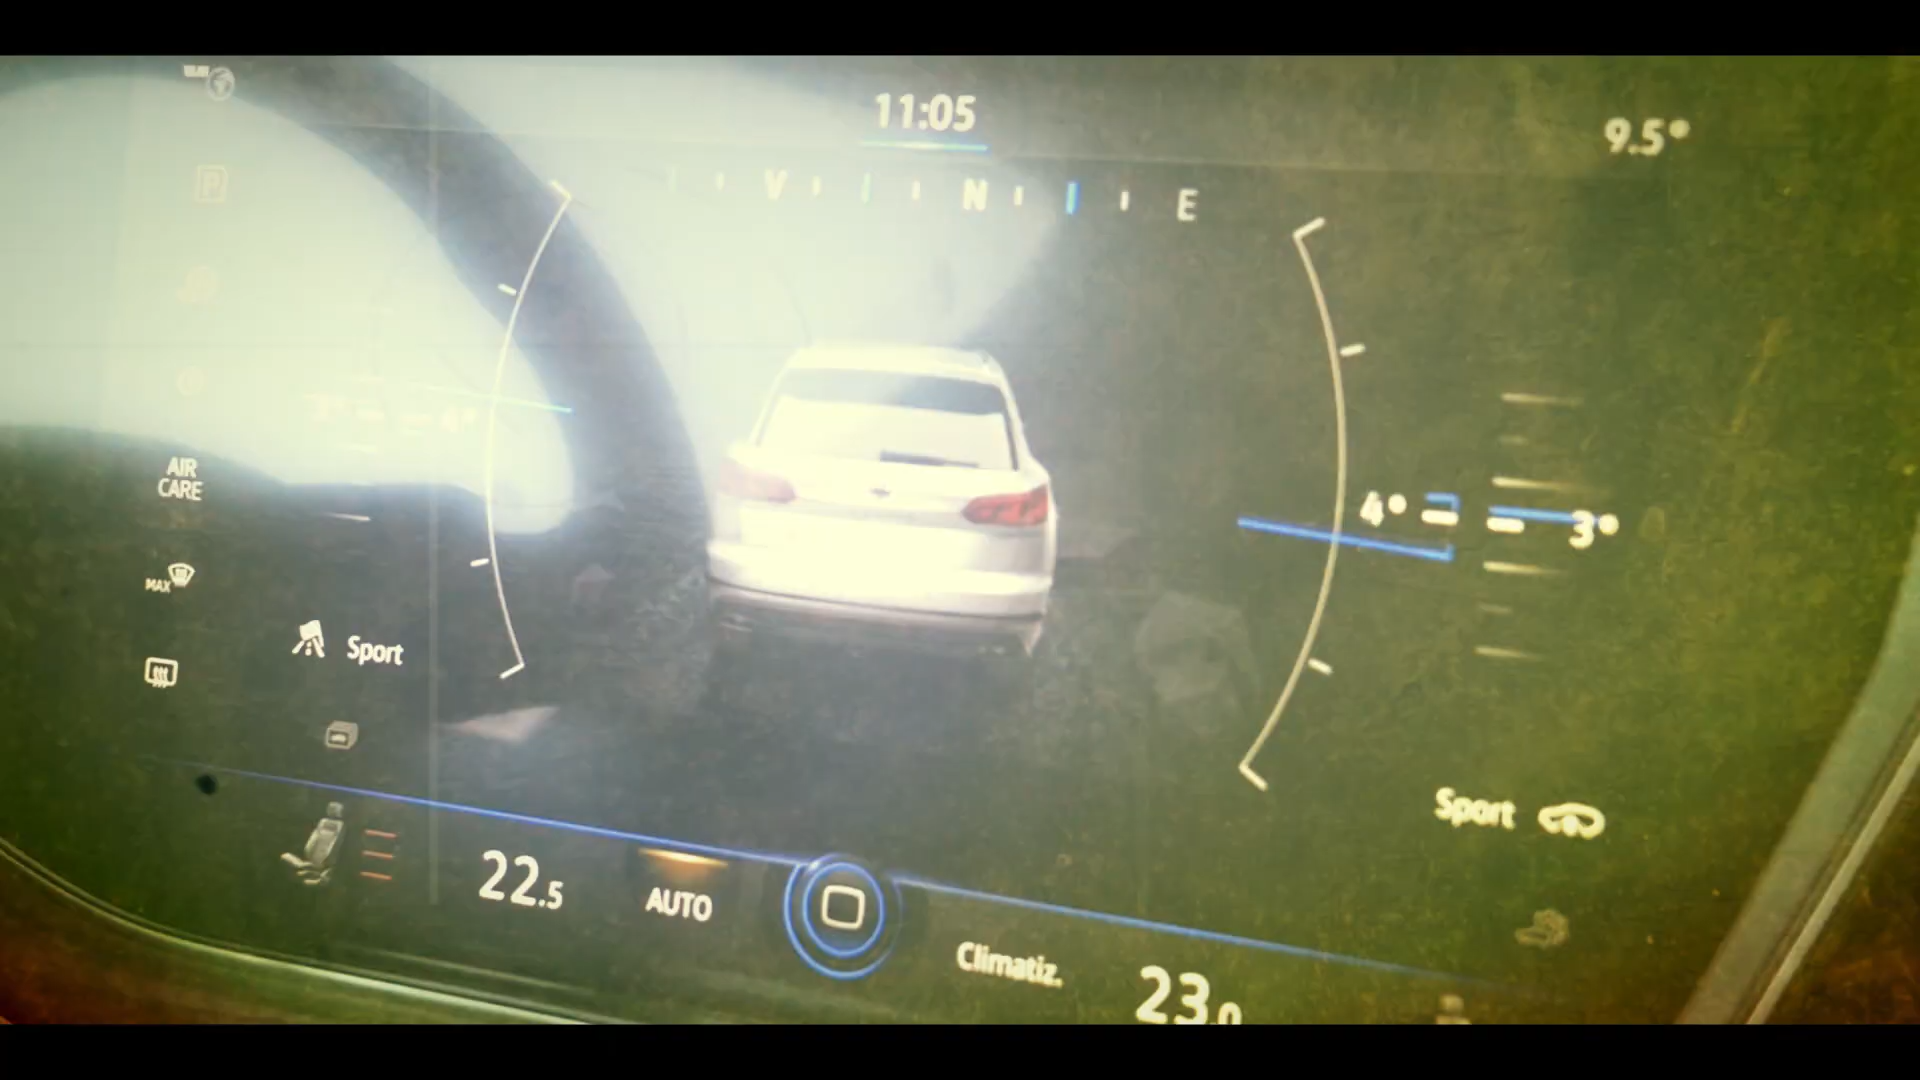 11:05
9.5°
V N E
AIR
CARE
4° 3°
MAX
Sport
Sport
22.5
AUTO
Climatiz.
23.0